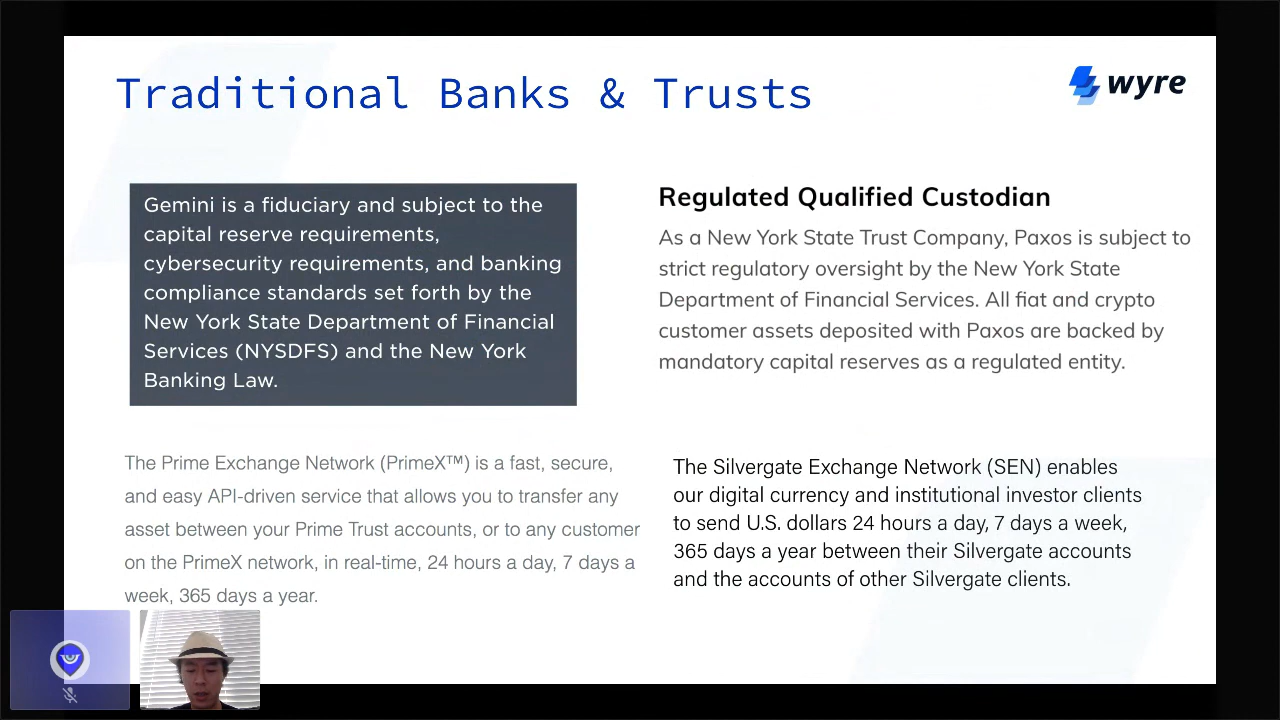 Traditional Banks & Trusts
wyre
Gemini is a fiduciary and subject to the
capital reserve requirements,
cybersecurity requirements, and banking
compliance standards set forth by the
New York State Department of Financial
Services (NYSDFS) and the New York
Banking Law.
Regulated Qualified Custodian
As a New York State Trust Company, Paxos is subject to
strict regulatory oversight by the New York State
Department of Financial Services. All fiat and crypto
customer assets deposited with Paxos are backed by
mandatory capital reserves as a regulated entity.
The Prime Exchange Network (PrimeX™) is a fast, secure,
and easy API-driven service that allows you to transfer any
asset between your Prime Trust accounts, or to any customer
on the PrimeX network, in real-time, 24 hours a day, 7 days a
week, 365 days a year.
The Silvergate Exchange Network (SEN) enables
our digital currency and institutional investor clients
to send U.S. dollars 24 hours a day, 7 days a week,
365 days a year between their Silvergate accounts
and the accounts of other Silvergate clients.